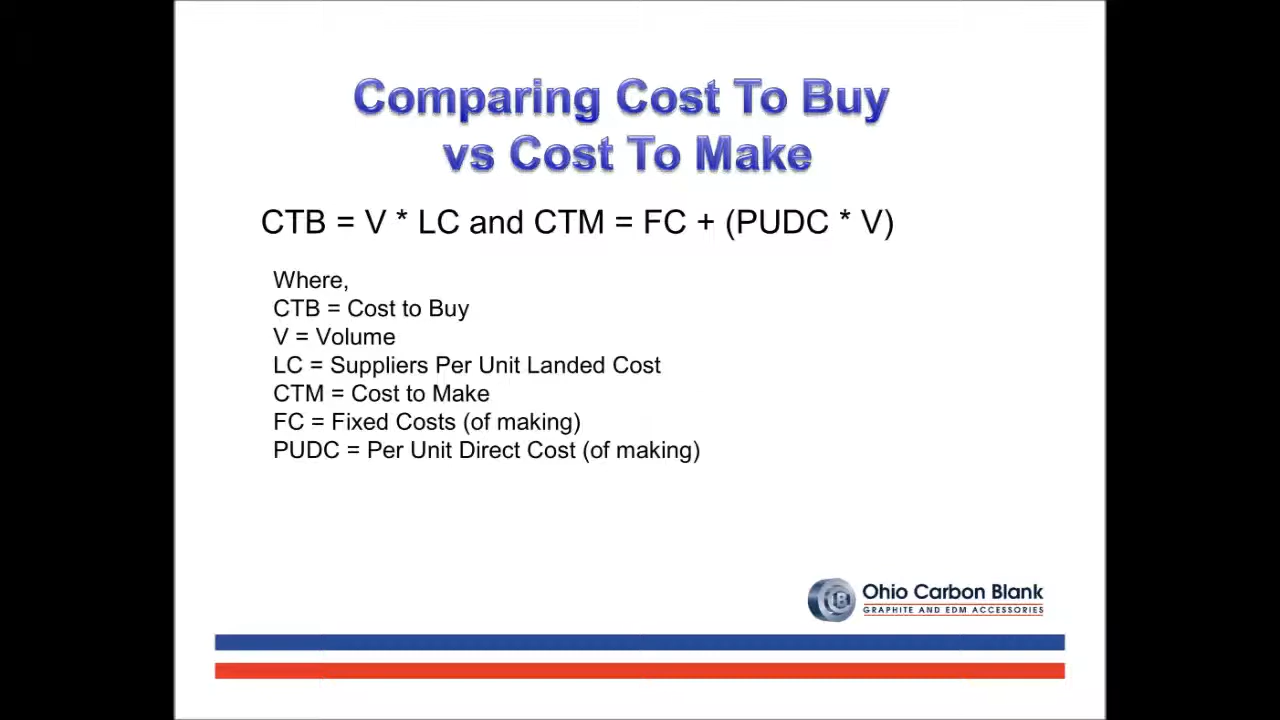 Comparing Cost To Buy
vs Cost To Make
CTB = V * LC and CTM = FC + (PUDC * V)
Where,
CTB = Cost to Buy
V = Volume
LC = Suppliers Per Unit Landed Cost
CTM = Cost to Make
FC = Fixed Costs (of making)
PUDC = Per Unit Direct Cost (of making)
Ohio Carbon Blank
GRAPHITE AND EDM ACCESSORIES